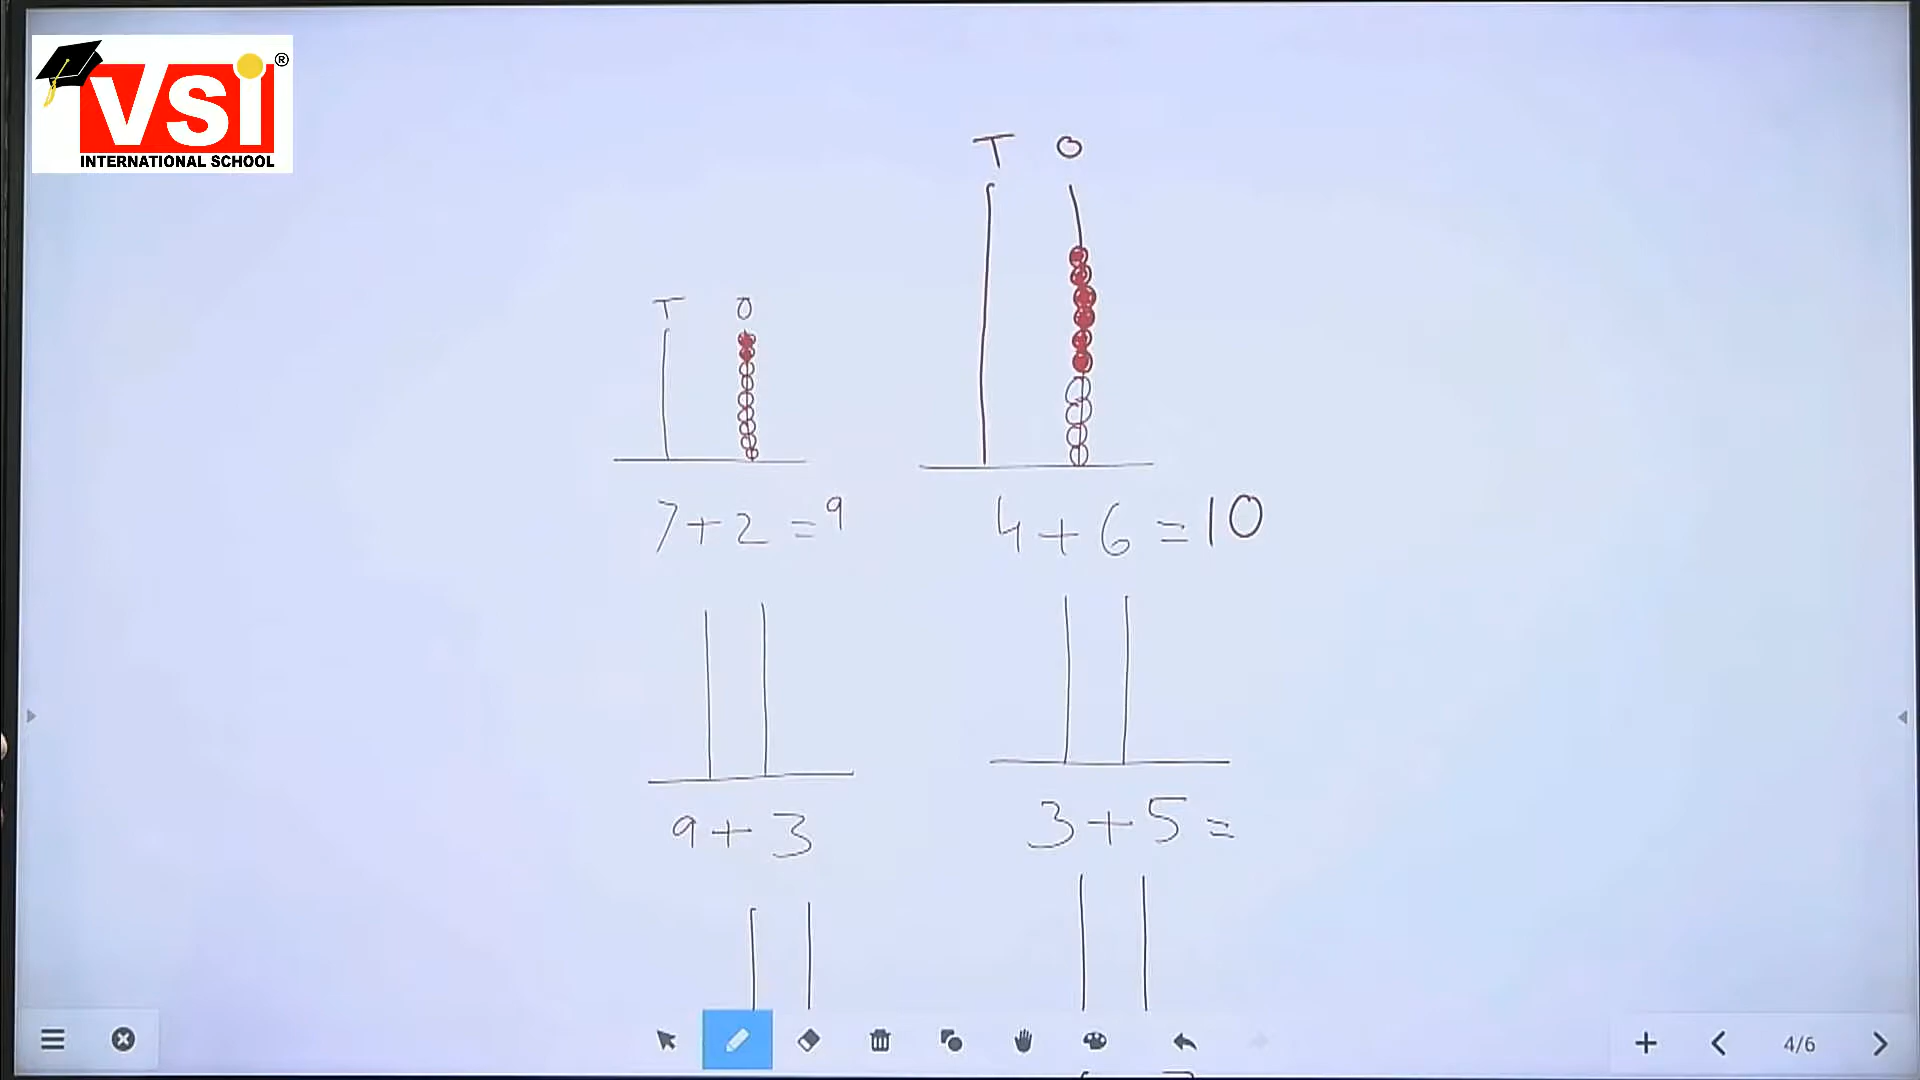 VSI ®
INTERNATIONAL SCHOOL
T O
T O
7+2=9
4+6=10
9+3
3+5=
4/6